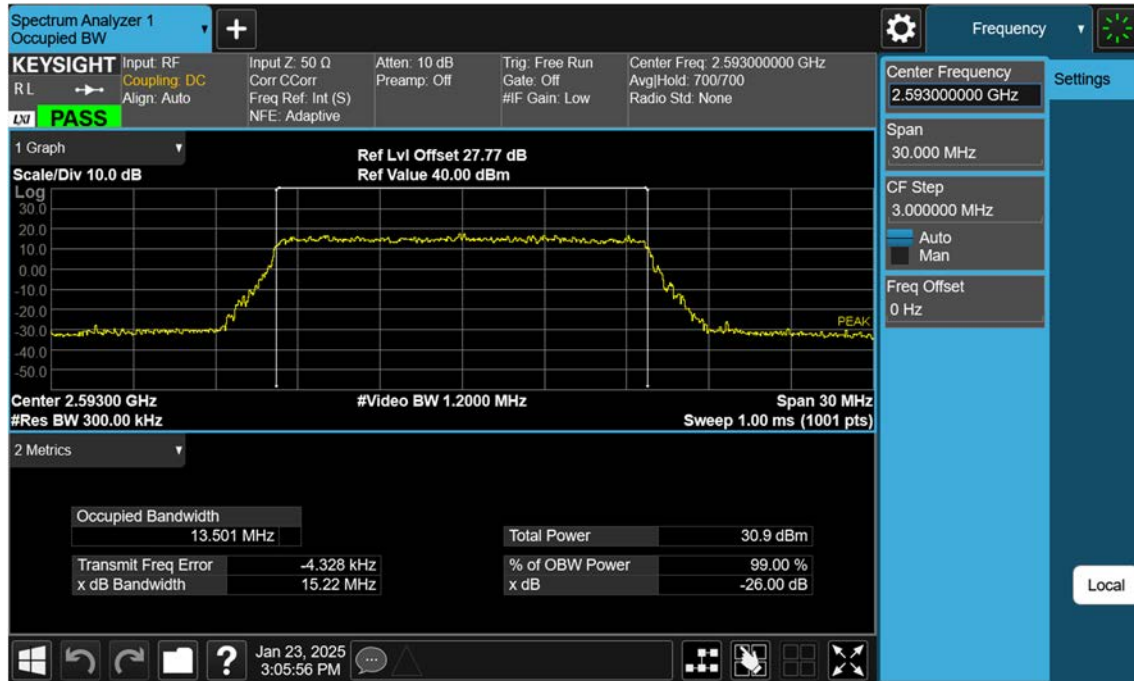 Spectrum Analyzer 1
Occupied BW
Frequency
KEYSIGHT
RL
LXI PASS
Input: RF
Coupling: DC
Align: Auto
Input Z: 50 Ω
Corr CCorr
Freq Ref: Int (S)
NFE: Adaptive
Atten: 10 dB
Preamp: Off
Trig: Free Run
Gate: Off
#IF Gain: Low
Center Freq: 2.593000000 GHz
Avg|Hold: 700/700
Radio Std: None
Center Frequency
2.593000000 GHz
Settings
Span
30.000 MHz
CF Step
3.000000 MHz
Auto
Man
Freq Offset
0 Hz
Local
1 Graph
Scale/Div 10.0 dB
Ref Lvl Offset 27.77 dB
Ref Value 40.00 dBm
Log
30.0
20.0
10.0
0.00
-10.0
-20.0
-30.0
-40.0
-50.0
PEAK
Center 2.59300 GHz
#Video BW 1.2000 MHz
Span 30 MHz
#Res BW 300.00 kHz
Sweep 1.00 ms (1001 pts)
2 Metrics
Occupied Bandwidth
13.501 MHz
Total Power 30.9 dBm
Transmit Freq Error -4.328 kHz
% of OBW Power 99.00 %
x dB Bandwidth 15.22 MHz
x dB -26.00 dB
?
Jan 23, 2025
3:05:56 PM